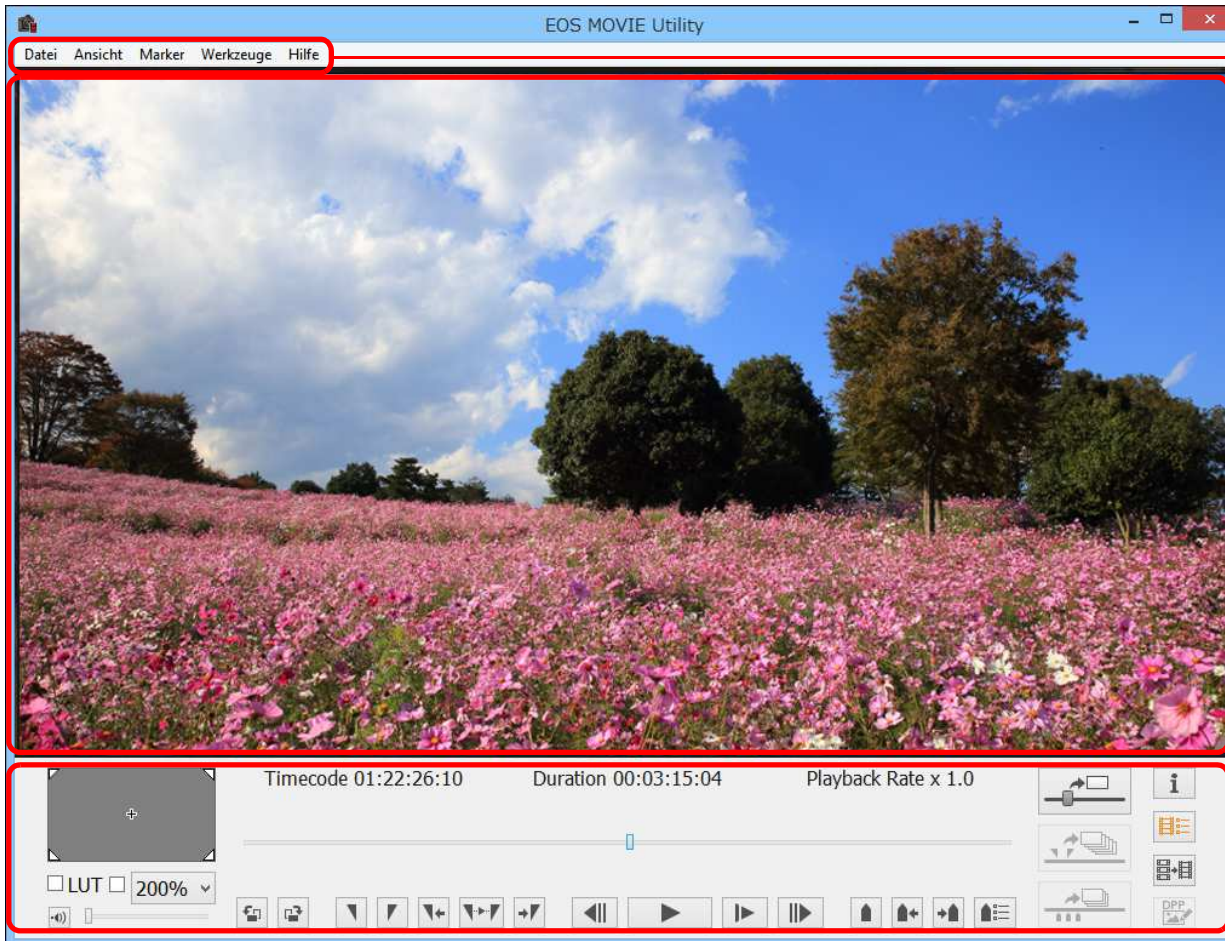 EOS MOVIE Utility
Datei Ansicht Marker Werkzeuge Hilfe
Timecode 01:22:26:10 Duration 00:03:15:04 Playback Rate x 1.0
i
LUT 200%
DPP